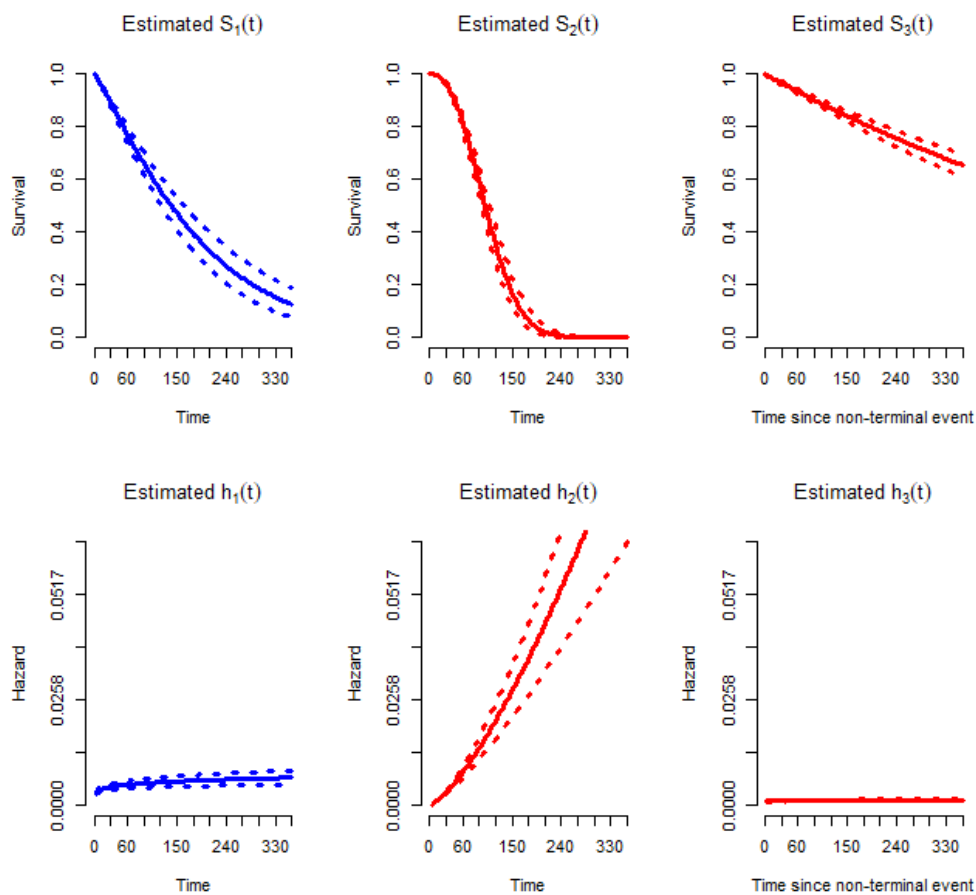 Estimated S₁(t)
Survival
0.0 0.2 0.4 0.6 0.8 1.0
0 60 150 240 330
Time
Estimated S₂(t)
Survival
0.0 0.2 0.4 0.6 0.8 1.0
0 60 150 240 330
Time
Estimated S₃(t)
Survival
0.0 0.2 0.4 0.6 0.8 1.0
0 60 150 240 330
Time since non-terminal event
Estimated h₁(t)
Hazard
0.0000 0.0258 0.0517
0 60 150 240 330
Time
Estimated h₂(t)
Hazard
0.0000 0.0258 0.0517
0 60 150 240 330
Time
Estimated h₃(t)
Hazard
0.0000 0.0258 0.0517
0 60 150 240 330
Time since non-terminal event